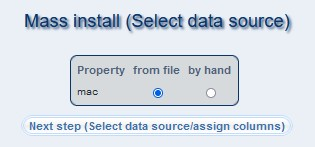 Mass install (Select data source)
Property from file by hand
mac
Next step (Select data source/assign columns)